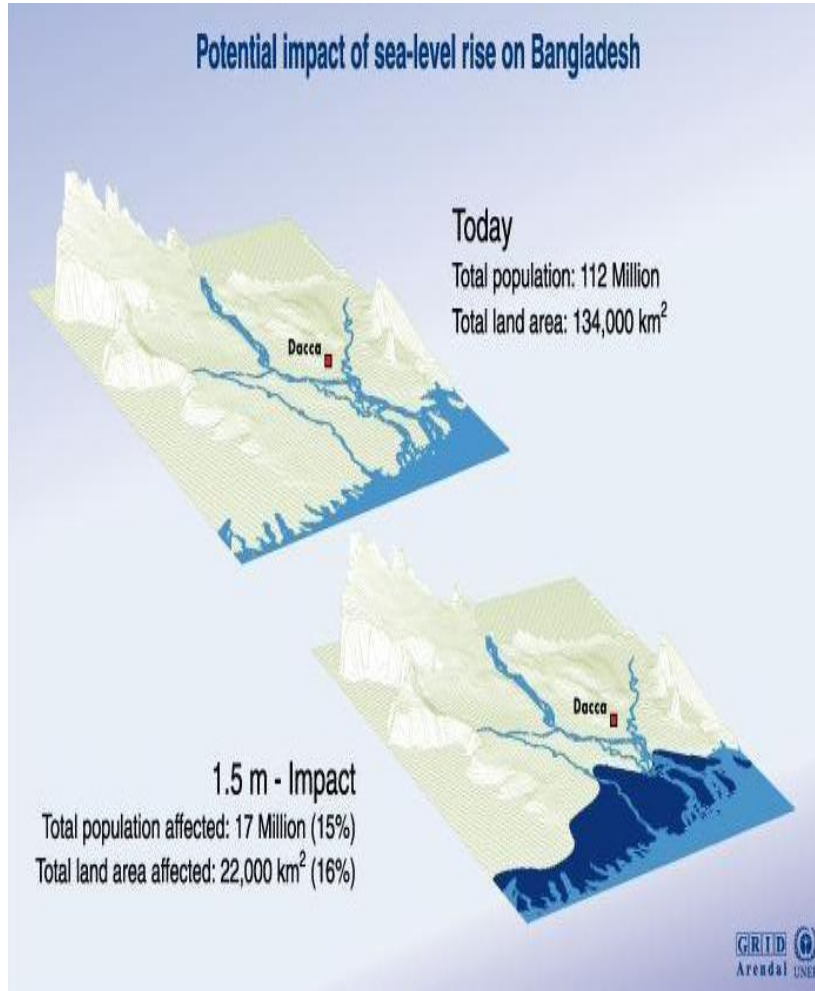 Potential impact of sea-level rise on Bangladesh
Today
Total population: 112 Million
Total land area: 134,000 km²
Dacca
Dacca
1.5 m - Impact
Total population affected: 17 Million (15%)
Total land area affected: 22,000 km² (16%)
GRID
Arendal UNEP